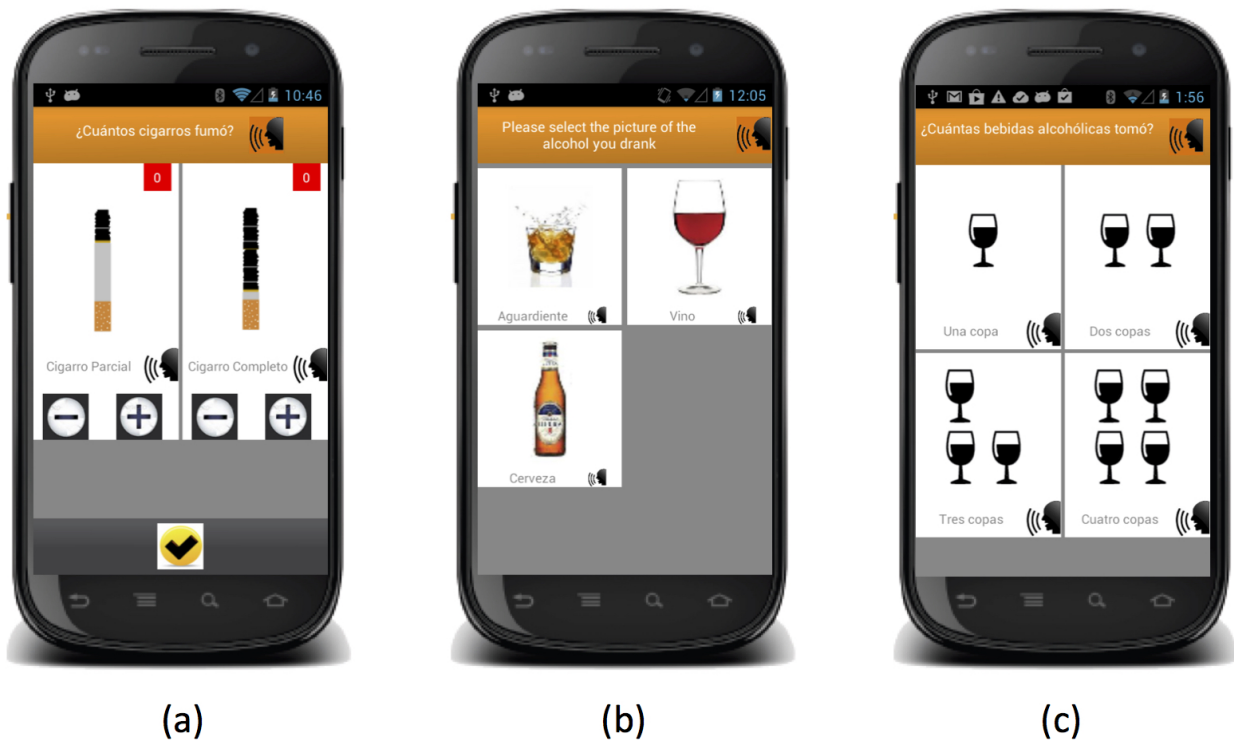 10:46
¿Cuántos cigarros fumó?
0
0
Cigarro Parcial
Cigarro Completo
(a)
12:05
Please select the picture of the
alcohol you drank
Aguardiente
Vino
Cerveza
(b)
1:56
¿Cuántas bebidas alcohólicas tomó?
Una copa
Dos copas
Tres copas
Cuatro copas
(c)